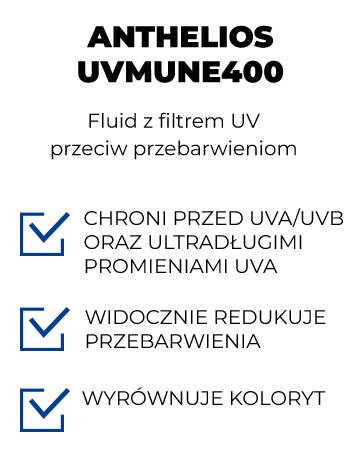 ANTHELIOS
UVMUNE400
Fluid z filtrem UV
przeciw przebarwieniom
CHRONI PRZED UVA/UVB
ORAZ ULTRADŁUGIMI
PROMIENIAMI UVA
WIDOCZNIE REDUKUJE
PRZEBARWIENIA
WYRÓWNUJE KOLORYT